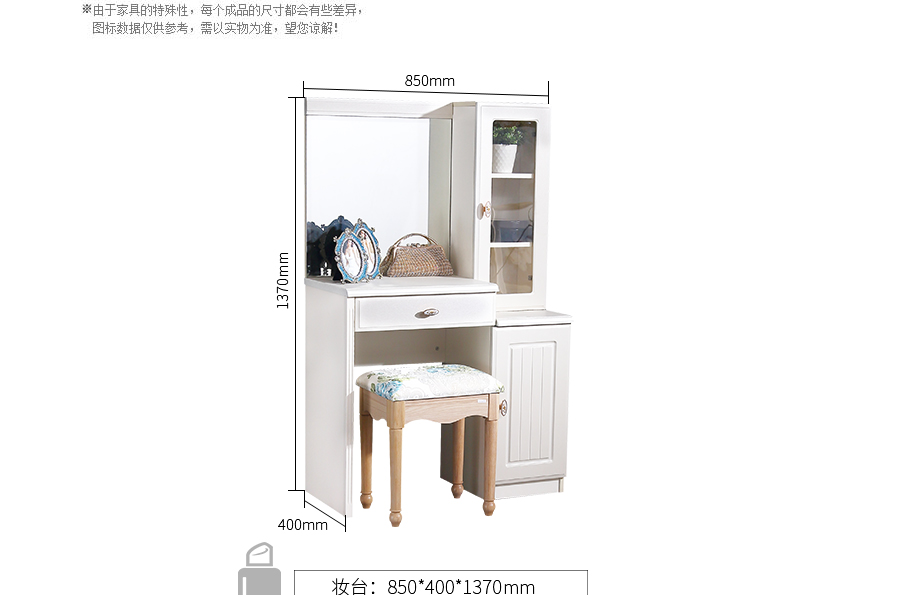 ※由于家具的特殊性，每个成品的尺寸都会有些差异，
图标数据仅供参考，需以实物为准，望您谅解！
850mm
1370mm
400mm
妆台：850*400*1370mm